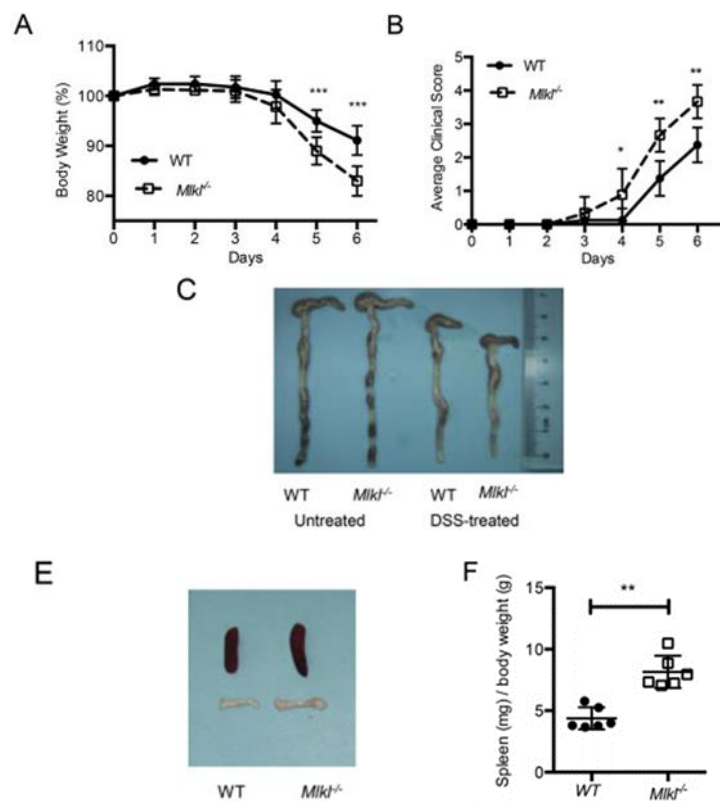 A
Body Weight (%)
110
100
90
80
***
***
WT
Mlkl-/-
0 1 2 3 4 5 6
Days
B
Average Clinical Score
5
4
3
2
1
0
WT
Mlkl-/-
*
**
**
0 1 2 3 4 5 6
Days
C
WT Mlkl-/- WT Mlkl-/-
Untreated DSS-treated
E
WT Mlkl-/-
F
Spleen (mg) / body weight (g)
15
10
5
0
**
WT Mlkl-/-